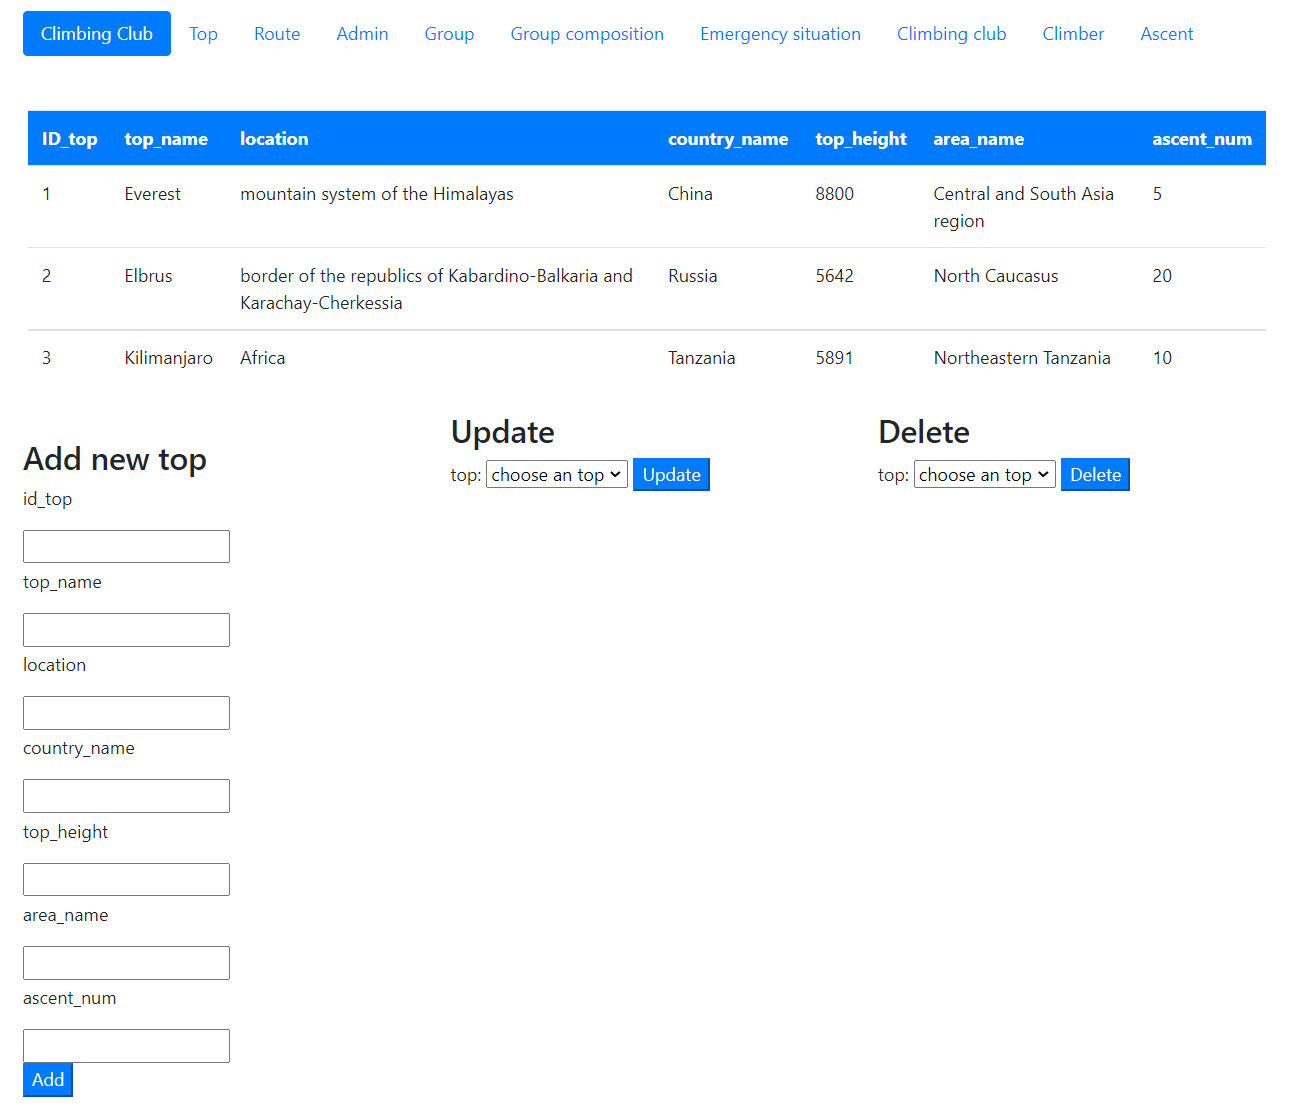 Climbing Club Top Route Admin Group Group composition Emergency situation Climbing club Climber Ascent
ID_top top_name location country_name top_height area_name ascent_num
1 Everest mountain system of the Himalayas China 8800 Central and South Asia
region
5
2 Elbrus border of the republics of Kabardino-Balkaria and
Karachay-Cherkessia
Russia 5642 North Caucasus 20
3 Kilimanjaro Africa Tanzania 5891 Northeastern Tanzania 10
Add new top
id_top
top_name
location
country_name
top_height
area_name
ascent_num
Add
Update
top: choose an top Update
Delete
top: choose an top Delete